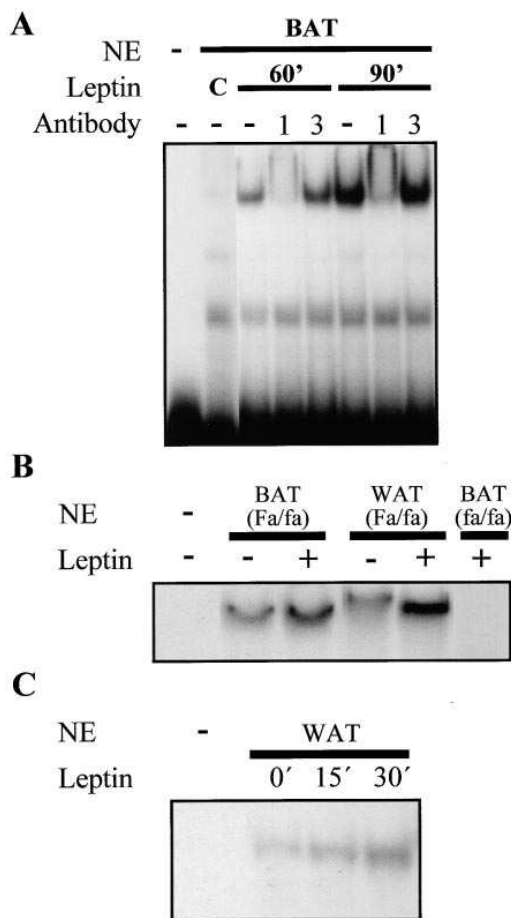 A
BAT
NE -
60' 90'
Leptin C
Antibody - - - 1 3 - 1 3
B
BAT WAT BAT
NE - (Fa/fa) (Fa/fa) (fa/fa)
Leptin - - + - + +
C
NE - WAT
Leptin 0´ 15´ 30´